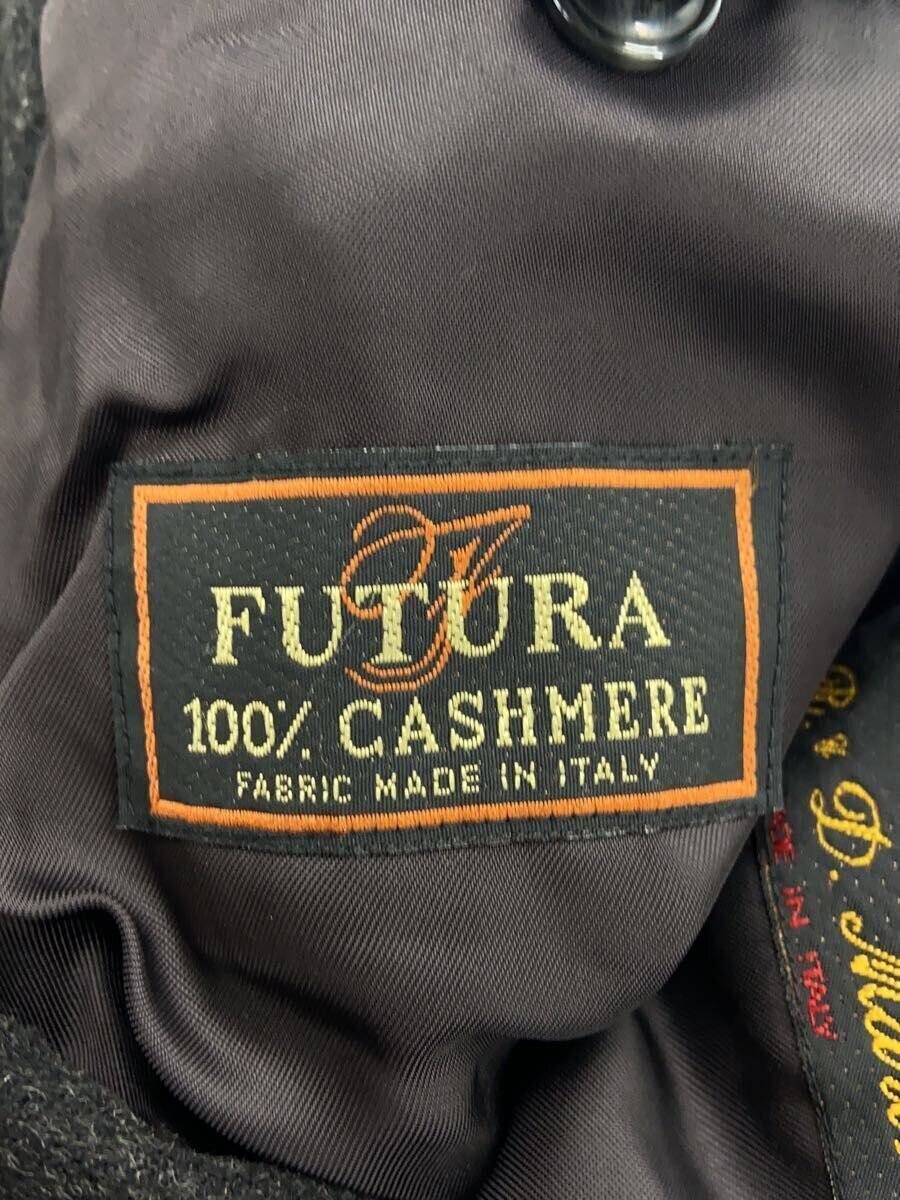 F
FUTURA
100% CASHMERE
FABRIC MADE IN ITALY
D.
IN ITALY